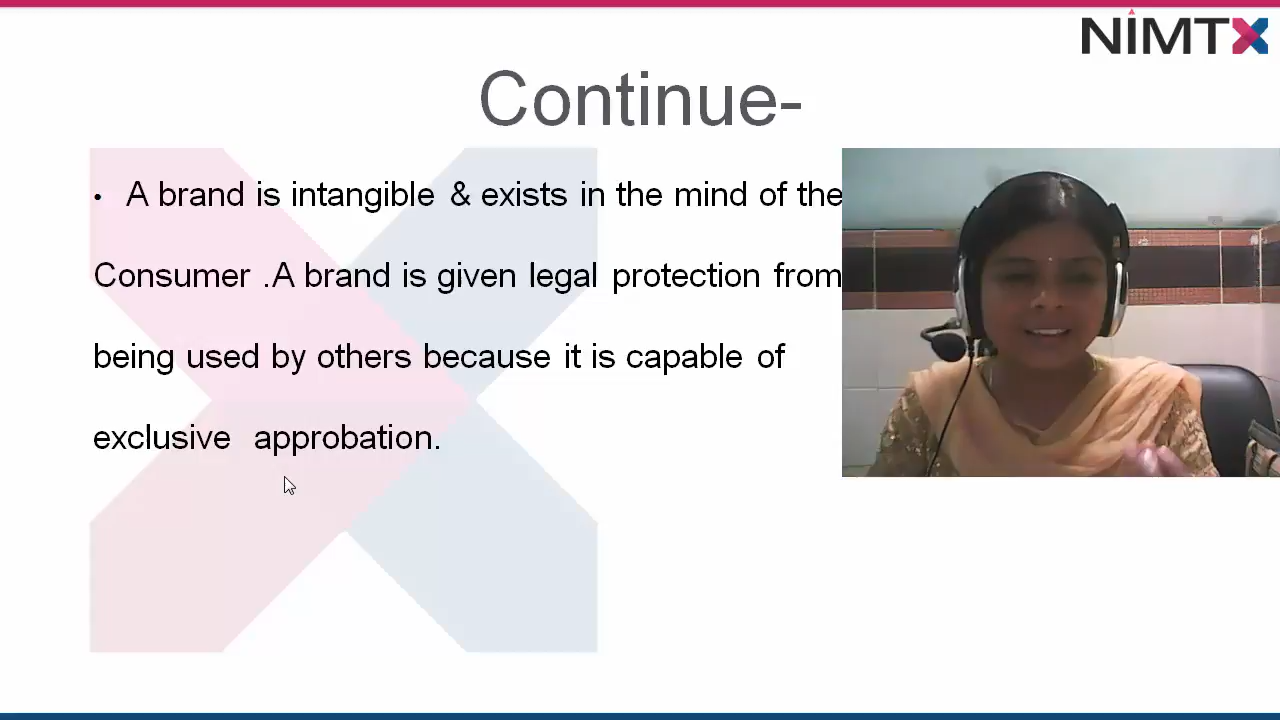 NIMTX
Continue-
• A brand is intangible & exists in the mind of the
Consumer .A brand is given legal protection from
being used by others because it is capable of
exclusive approbation.